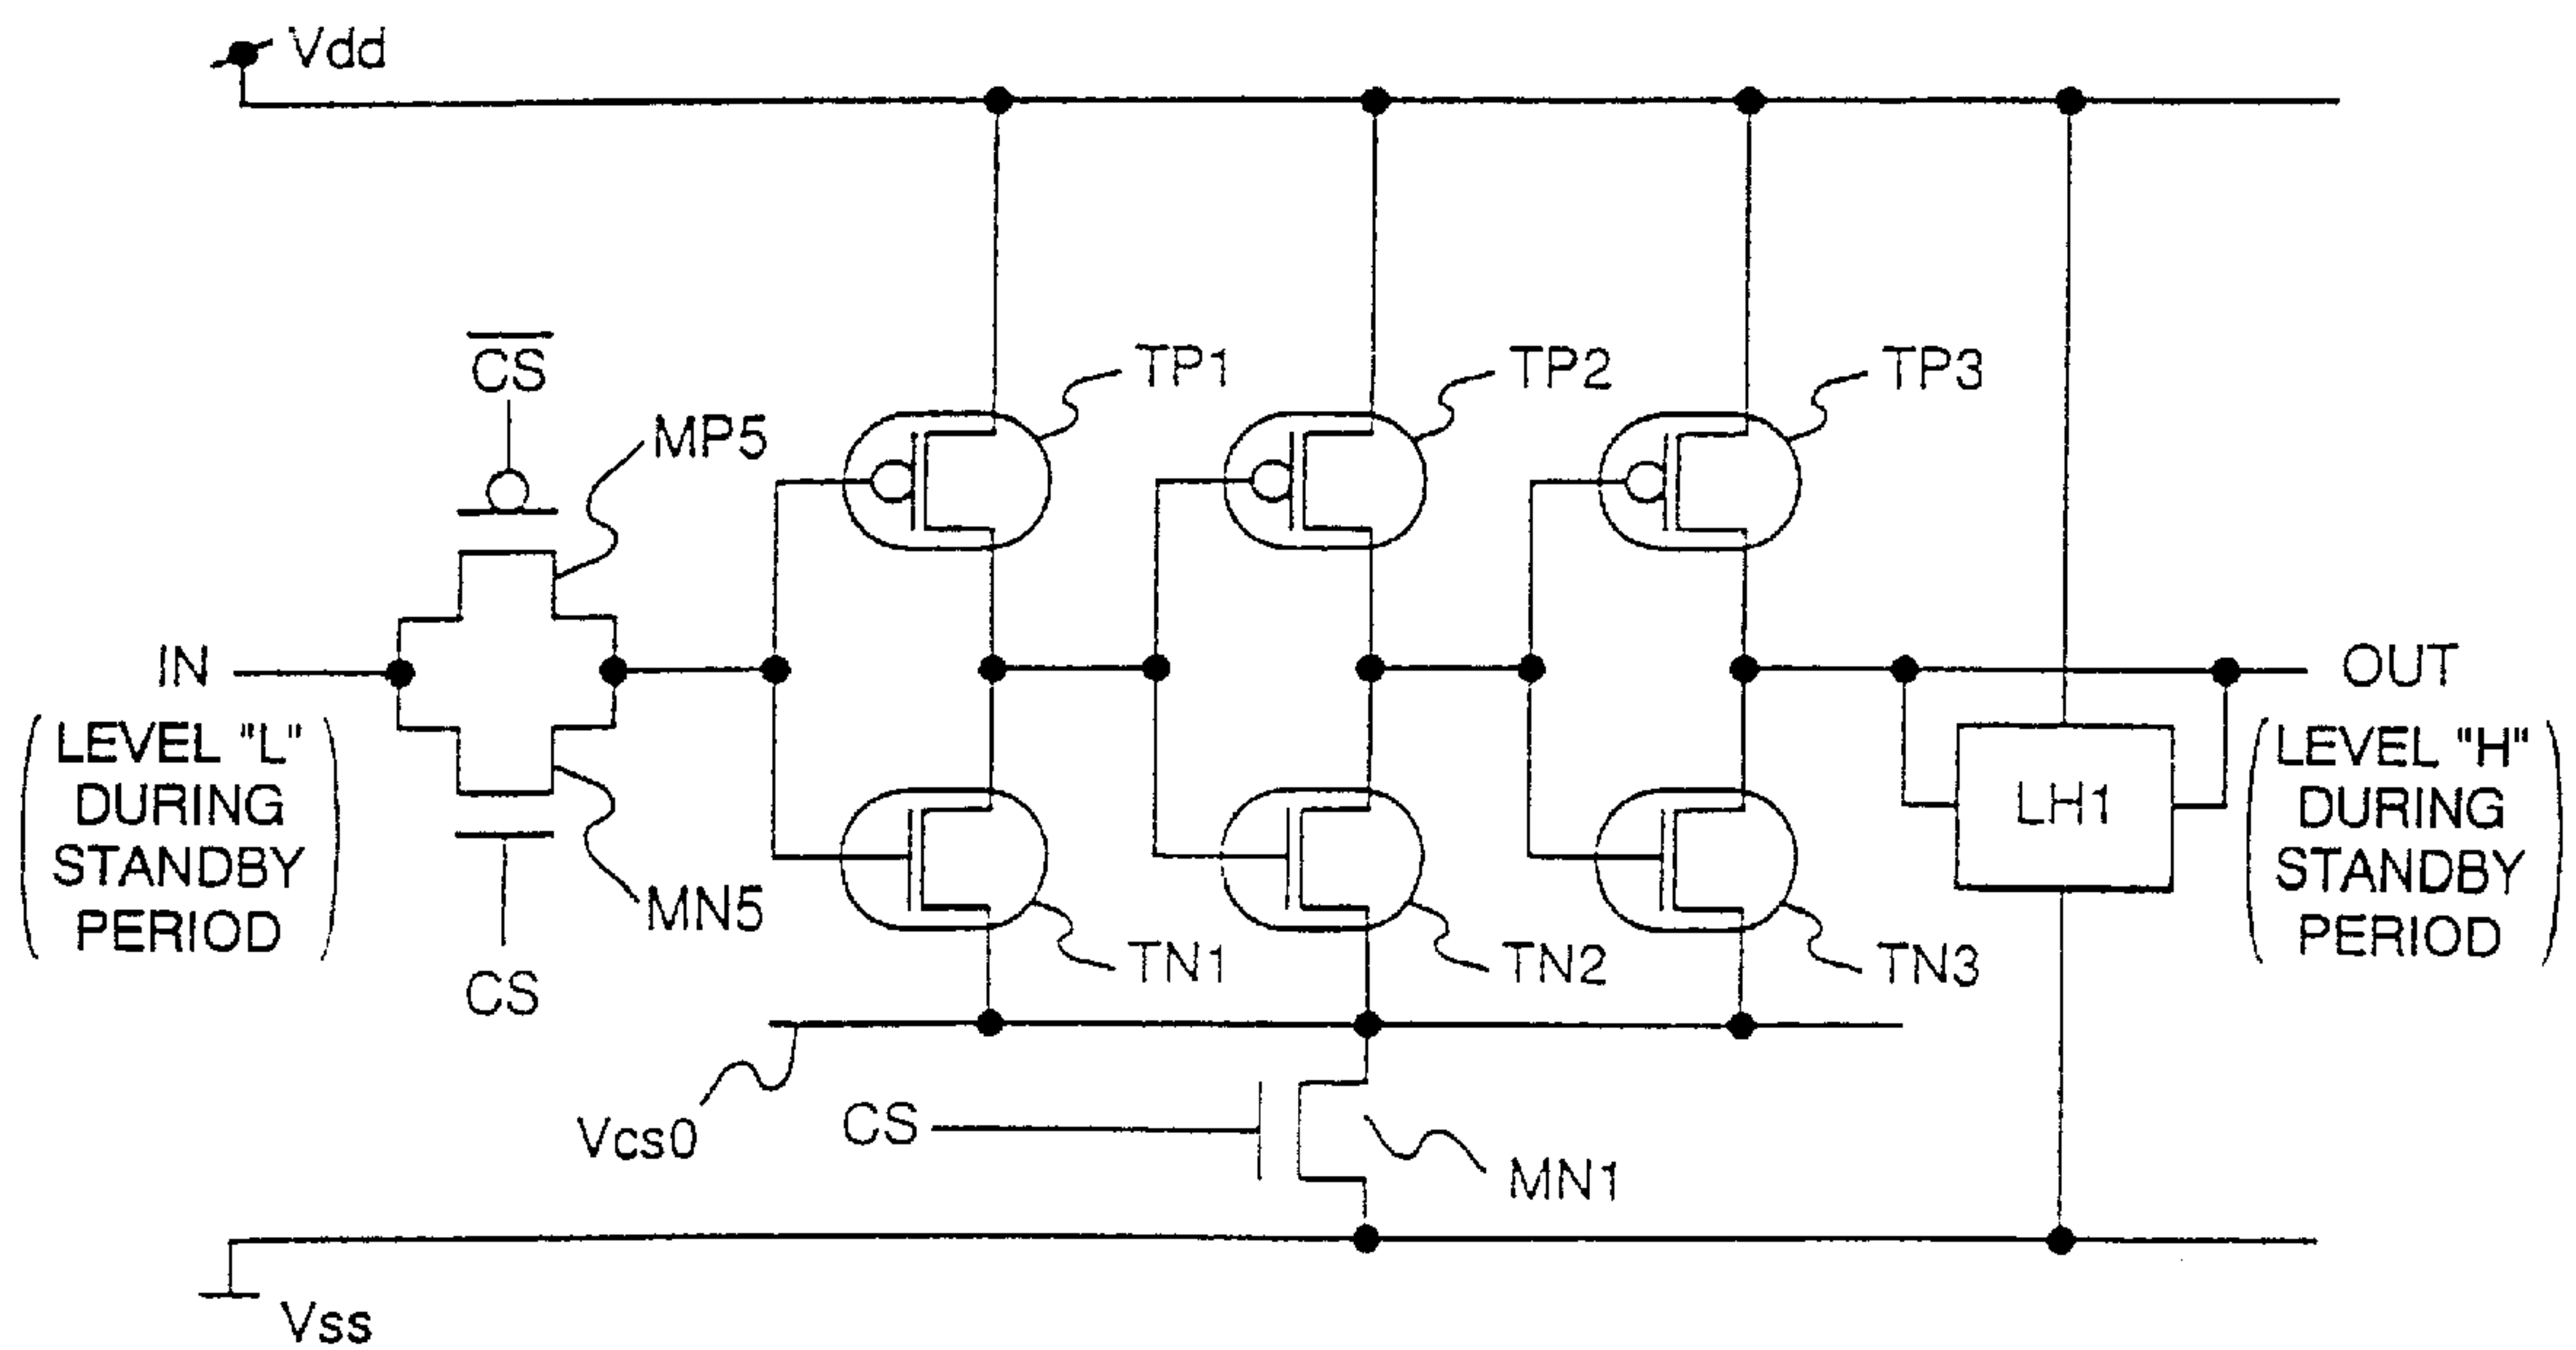 Vdd
CS
MP5
TP1
TP2
TP3
IN
LEVEL "L"
DURING
STANDBY
PERIOD
MN5
CS
TN1
TN2
TN3
LH1
OUT
LEVEL "H"
DURING
STANDBY
PERIOD
Vcs0
CS
MN1
Vss